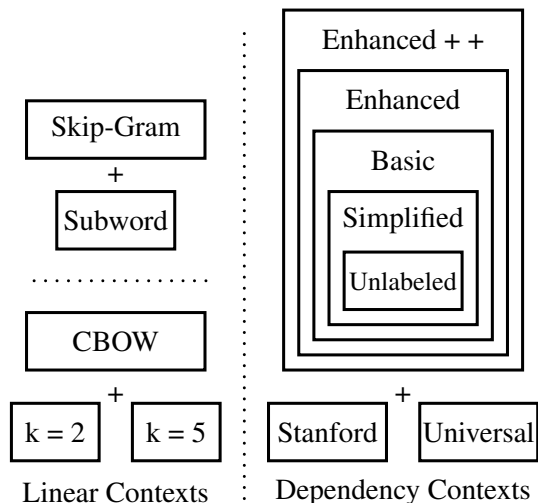 Skip-Gram
+
Subword
CBOW
+
k = 2
k = 5
Linear Contexts
Enhanced + +
Enhanced
Basic
Simplified
Unlabeled
+
Stanford
Universal
Dependency Contexts